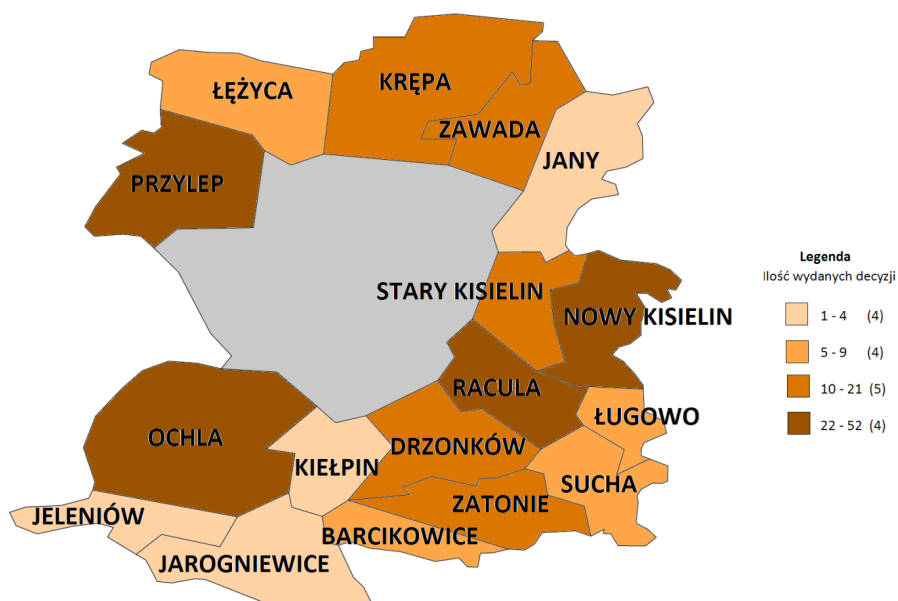 KRĘPA
ŁĘŻYCA
ZAWADA
JANY
PRZYLEP
STARY KISIELIN
NOWY KISIELIN
RACULA
ŁUGOWO
OCHLA
DRZONKÓW
KIEŁPIN
SUCHA
ZATONIE
JELENIÓW
BARCIKOWICE
JAROGNIEWICE
Legenda
Ilość wydanych decyzji
1 - 4 (4)
5 - 9 (4)
10 - 21 (5)
22 - 52 (4)